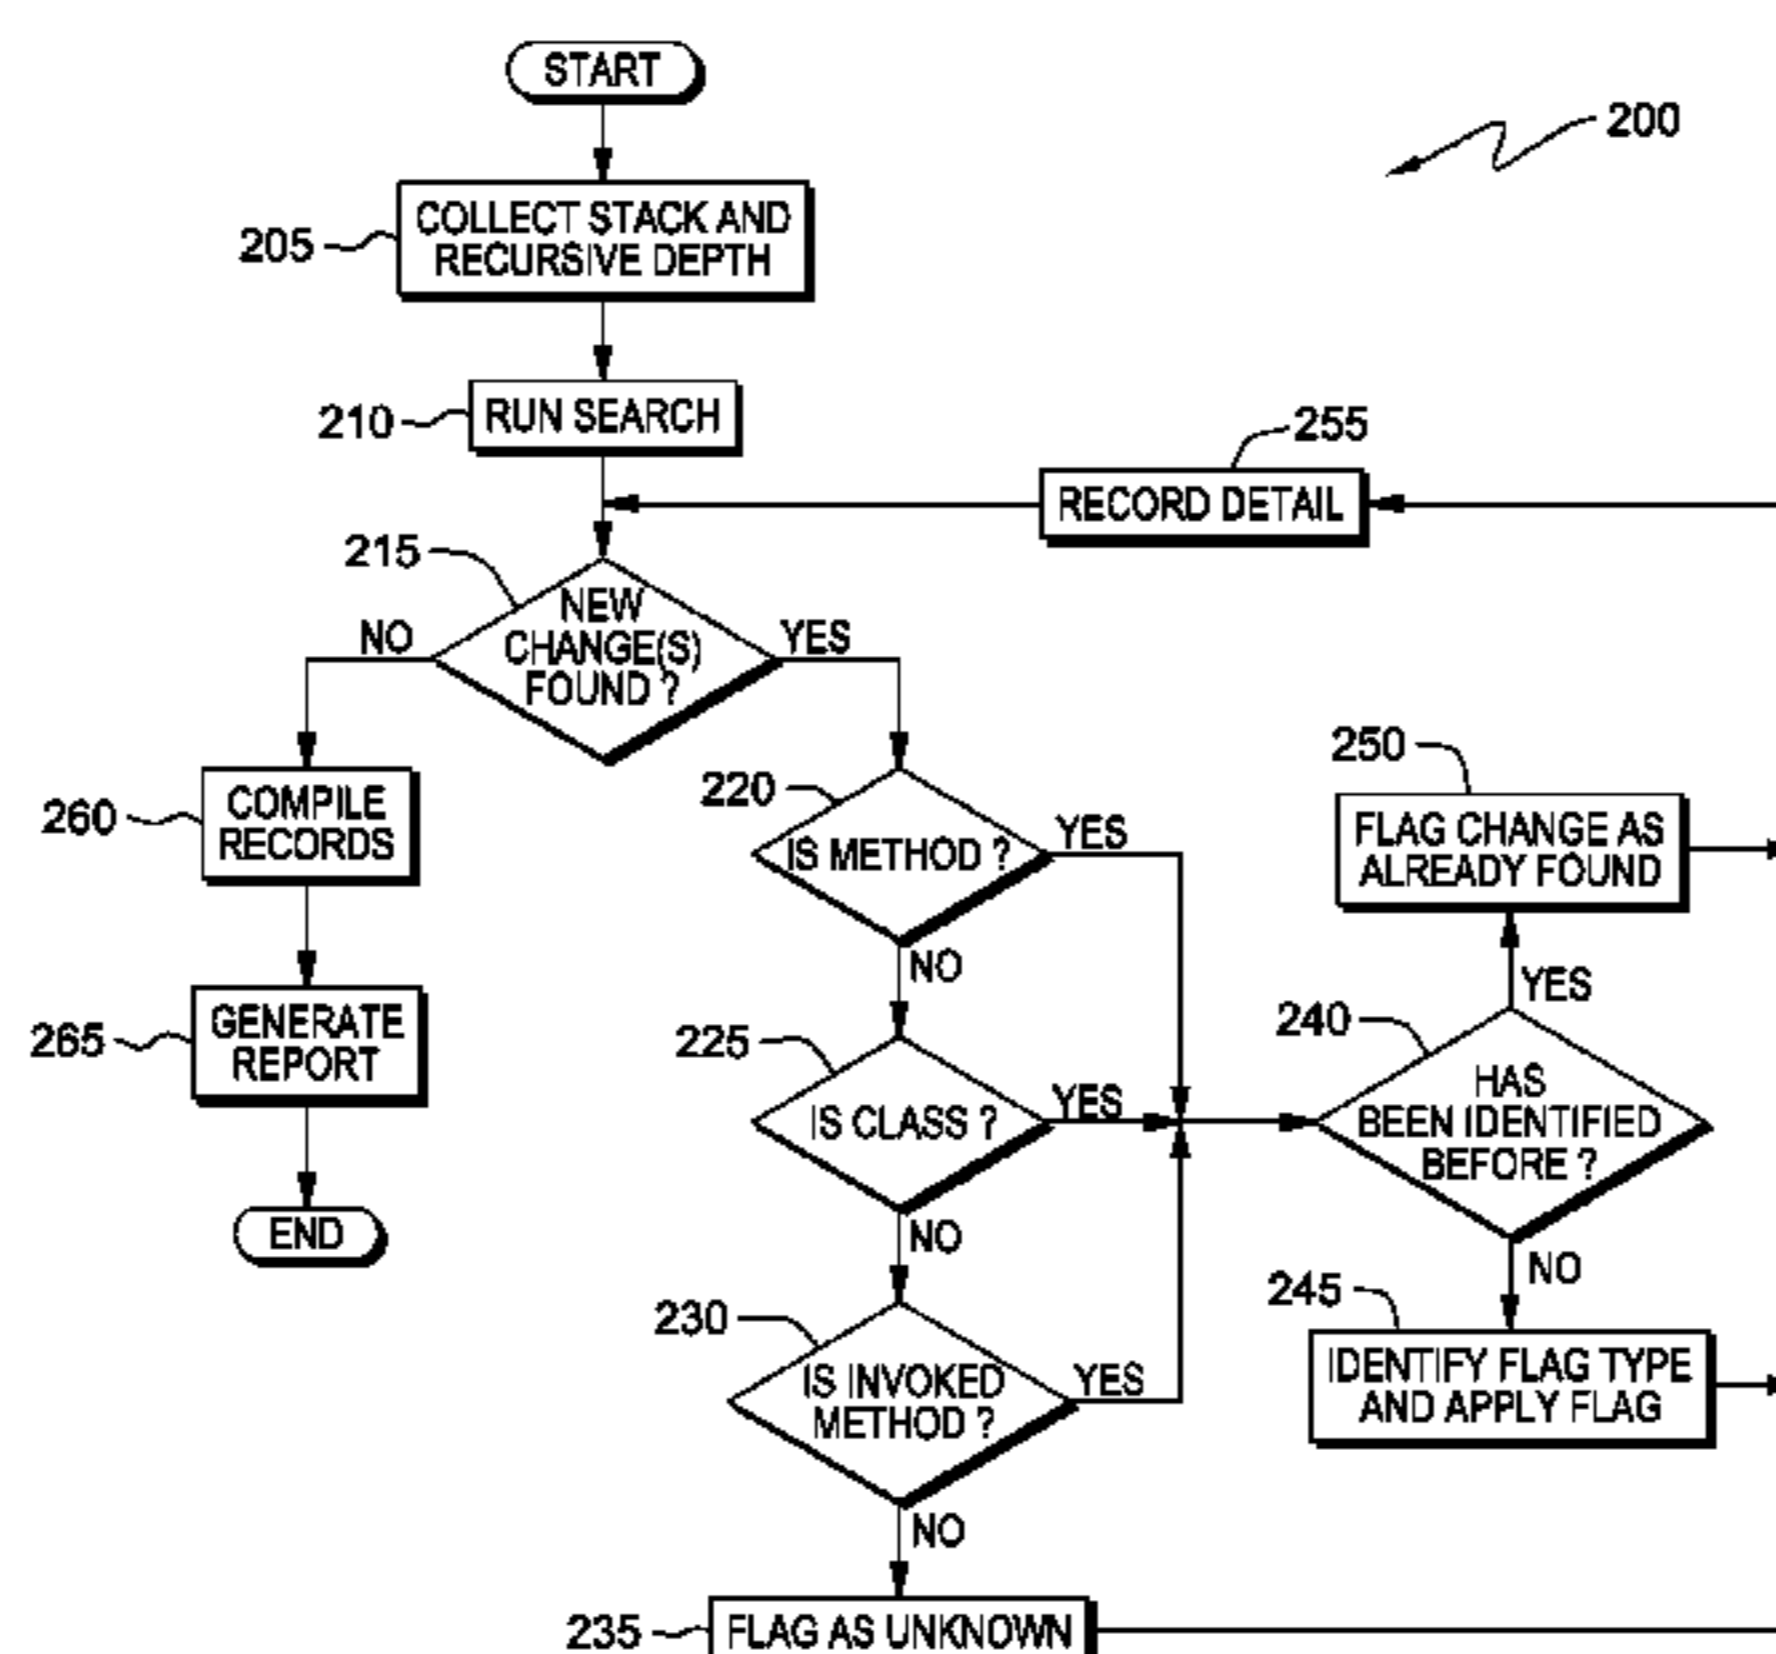 START
200
COLLECT STACK AND
RECURSIVE DEPTH
205
RUN SEARCH
210
255
RECORD DETAIL
215
NEW
CHANGE(S)
FOUND ?
NO
YES
260
COMPILE
RECORDS
220
IS METHOD ?
YES
NO
250
FLAG CHANGE AS
ALREADY FOUND
YES
265
GENERATE
REPORT
225
IS CLASS ?
YES
NO
240
HAS
BEEN IDENTIFIED
BEFORE ?
NO
END
230
IS INVOKED
METHOD ?
YES
NO
245
IDENTIFY FLAG TYPE
AND APPLY FLAG
235
FLAG AS UNKNOWN